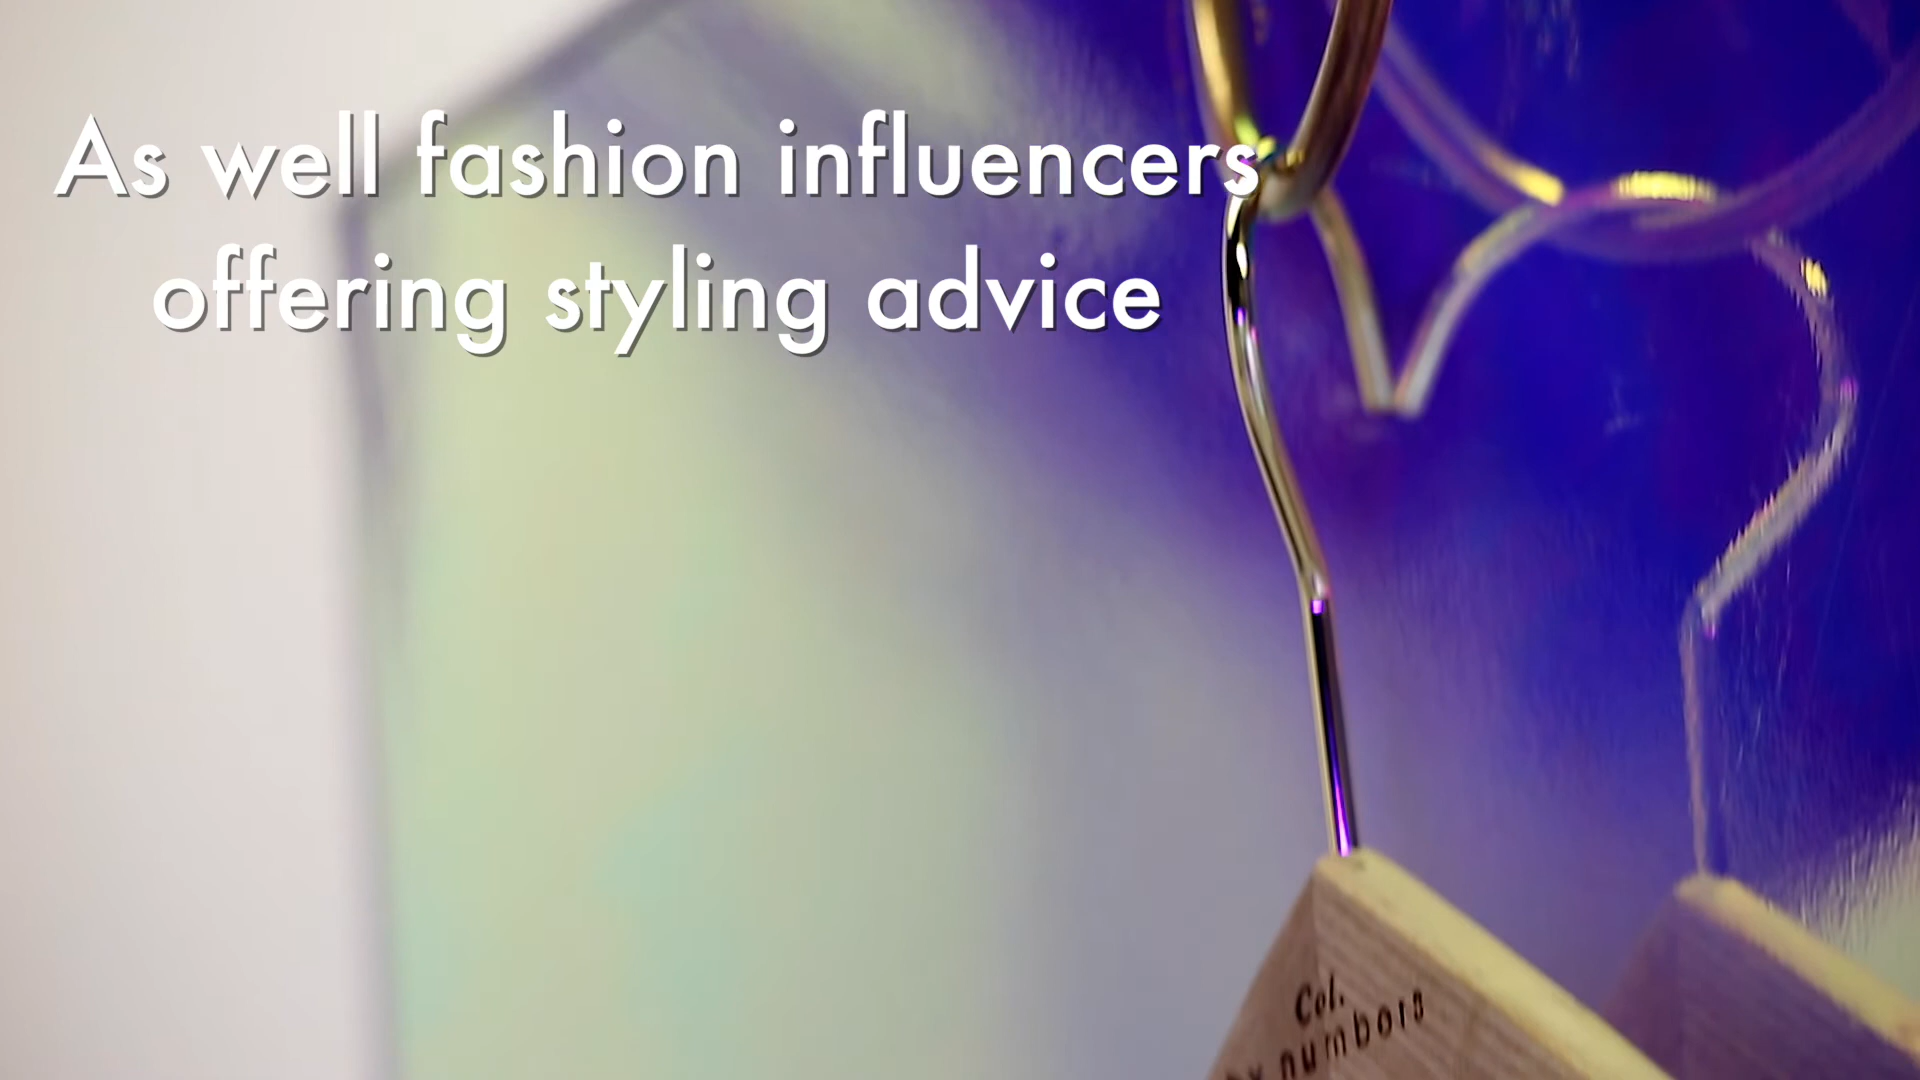 As well fashion influencers
offering styling advice
Col.
numbers